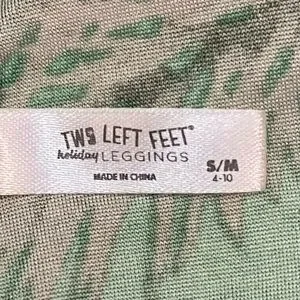 TWO LEFT FEET®
holiday LEGGINGS
S/M
MADE IN CHINA
4-10